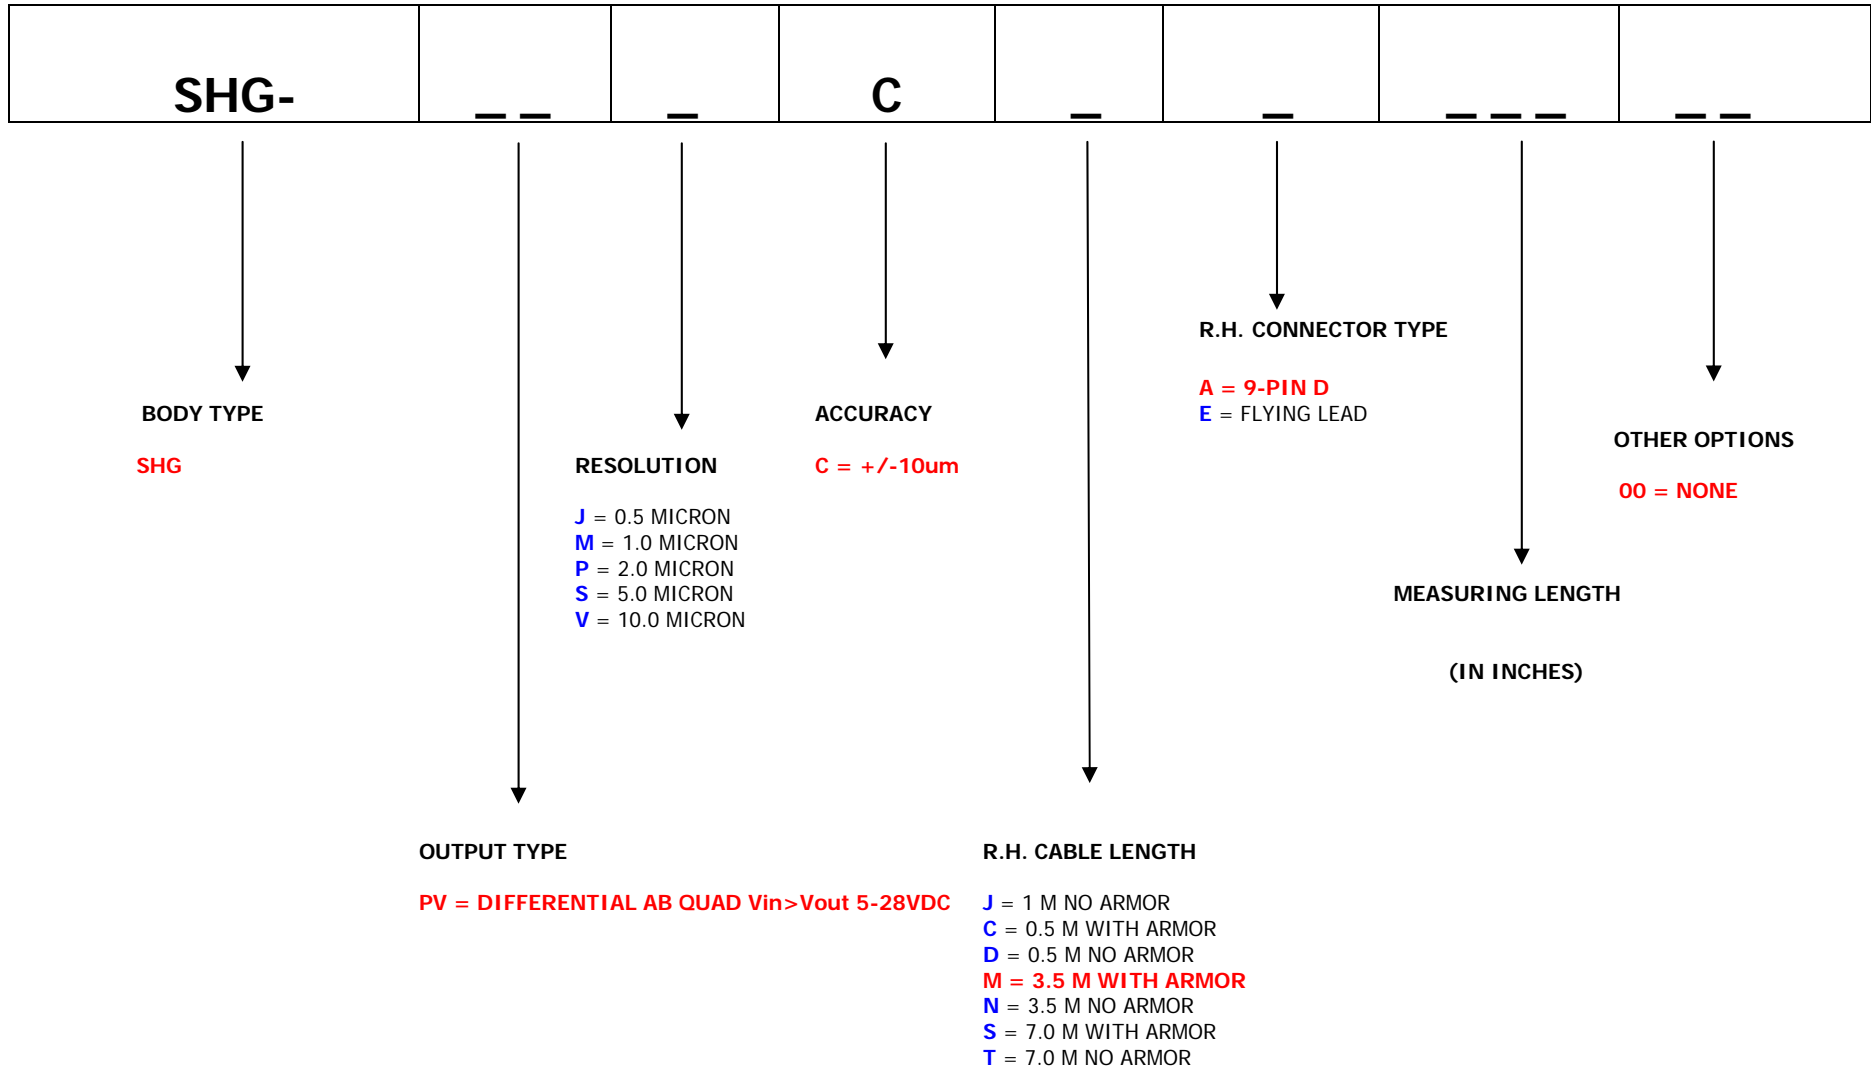 SHG- _ _ _ C _ _ _ _ _ _ _
BODY TYPE
SHG
OUTPUT TYPE
PV = DIFFERENTIAL AB QUAD Vin>Vout 5-28VDC
RESOLUTION
J = 0.5 MICRON
M = 1.0 MICRON
P = 2.0 MICRON
S = 5.0 MICRON
V = 10.0 MICRON
ACCURACY
C = +/-10um
R.H. CABLE LENGTH
J = 1 M NO ARMOR
C = 0.5 M WITH ARMOR
D = 0.5 M NO ARMOR
M = 3.5 M WITH ARMOR
N = 3.5 M NO ARMOR
S = 7.0 M WITH ARMOR
T = 7.0 M NO ARMOR
R.H. CONNECTOR TYPE
A = 9-PIN D
E = FLYING LEAD
MEASURING LENGTH
(IN INCHES)
OTHER OPTIONS
00 = NONE